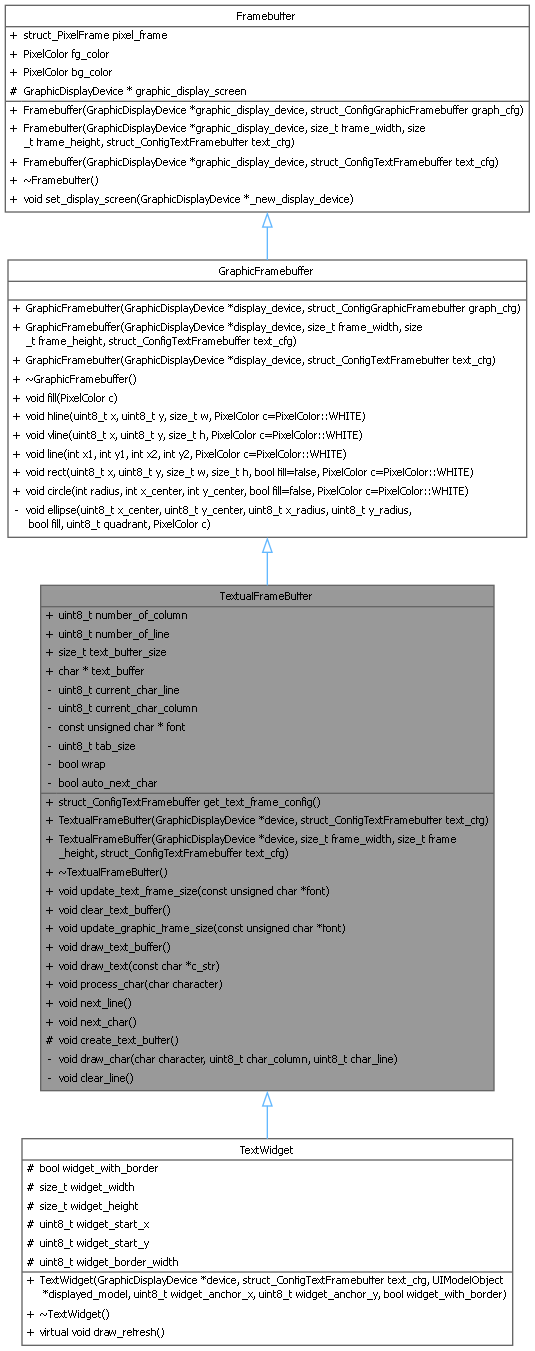 Framebuffer
+ struct_PixelFrame pixel_frame
+ PixelColor fg_color
+ PixelColor bg_color
# GraphicDisplayDevice * graphic_display_screen
+ Framebuffer(GraphicDisplayDevice *graphic_display_device, struct_ConfigGraphicFramebuffer graph_cfg)
+ Framebuffer(GraphicDisplayDevice *graphic_display_device, size_t frame_width, size
_t frame_height, struct_ConfigTextFramebuffer text_cfg)
+ Framebuffer(GraphicDisplayDevice *graphic_display_device, struct_ConfigTextFramebuffer text_cfg)
+ ~Framebuffer()
+ void set_display_screen(GraphicDisplayDevice *_new_display_device)
GraphicFramebuffer
+ GraphicFramebuffer(GraphicDisplayDevice *display_device, struct_ConfigGraphicFramebuffer graph_cfg)
+ GraphicFramebuffer(GraphicDisplayDevice *display_device, size_t frame_width, size
_t frame_height, struct_ConfigTextFramebuffer text_cfg)
+ GraphicFramebuffer(GraphicDisplayDevice *display_device, struct_ConfigTextFramebuffer text_cfg)
+ ~GraphicFramebuffer()
+ void fill(PixelColor c)
+ void hline(uint8_t x, uint8_t y, size_t w, PixelColor c=PixelColor::WHITE)
+ void vline(uint8_t x, uint8_t y, size_t h, PixelColor c=PixelColor::WHITE)
+ void line(int x1, int y1, int x2, int y2, PixelColor c=PixelColor::WHITE)
+ void rect(uint8_t x, uint8_t y, size_t w, size_t h, bool fill=false, PixelColor c=PixelColor::WHITE)
+ void circle(int radius, int x_center, int y_center, bool fill=false, PixelColor c=PixelColor::WHITE)
- void ellipse(uint8_t x_center, uint8_t y_center, uint8_t x_radius, uint8_t y_radius,
bool fill, uint8_t quadrant, PixelColor c)
TextualFrameBuffer
+ uint8_t number_of_column
+ uint8_t number_of_line
+ size_t text_buffer_size
+ char * text_buffer
- uint8_t current_char_line
- uint8_t current_char_column
- const unsigned char * font
- uint8_t tab_size
- bool wrap
- bool auto_next_char
+ struct_ConfigTextFramebuffer get_text_frame_config()
+ TextualFrameBuffer(GraphicDisplayDevice *device, struct_ConfigTextFramebuffer text_cfg)
+ TextualFrameBuffer(GraphicDisplayDevice *device, size_t frame_width, size_t frame
_height, struct_ConfigTextFramebuffer text_cfg)
+ ~TextualFrameBuffer()
+ void update_text_frame_size(const unsigned char *font)
+ void clear_text_buffer()
+ void update_graphic_frame_size(const unsigned char *font)
+ void draw_text_buffer()
+ void draw_text(const char *c_str)
+ void process_char(char character)
+ void next_line()
+ void next_char()
# void create_text_buffer()
- void draw_char(char character, uint8_t char_column, uint8_t char_line)
- void clear_line()
TextWidget
# bool widget_with_border
# size_t widget_width
# size_t widget_height
# uint8_t widget_start_x
# uint8_t widget_start_y
# uint8_t widget_border_width
+ TextWidget(GraphicDisplayDevice *device, struct_ConfigTextFramebuffer text_cfg, UIModelObject
*displayed_model, uint8_t widget_anchor_x, uint8_t widget_anchor_y, bool widget_with_border)
+ ~TextWidget()
+ virtual void draw_refresh()